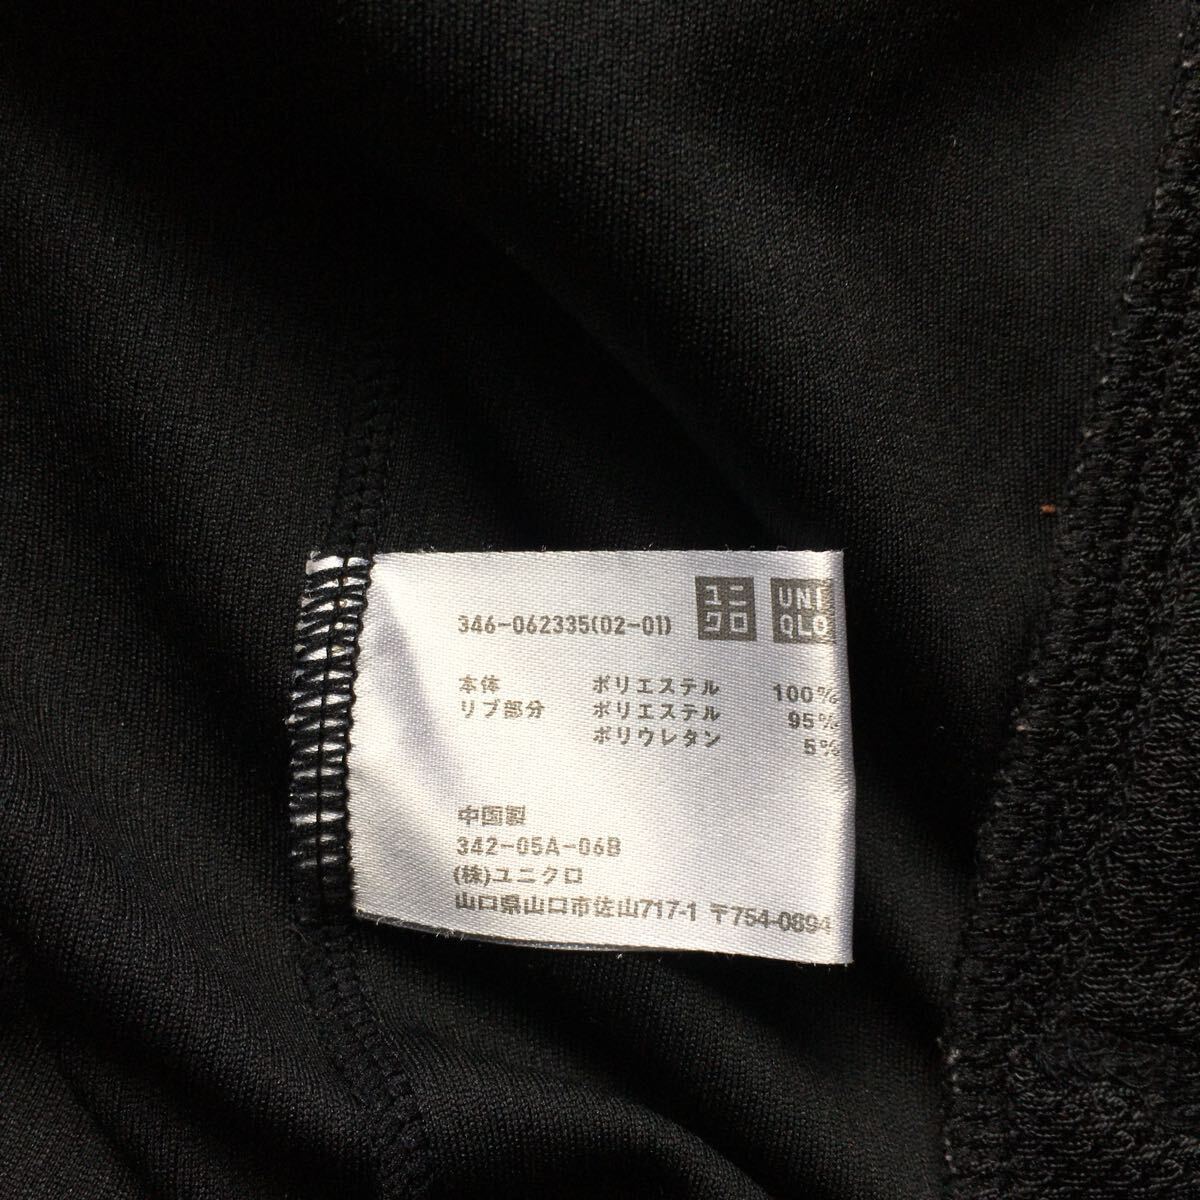 ユニクロ UNIQLO
346-062335(02-01)
本体 ポリエステル 100%
リブ部分 ポリエステル 95%
ポリウレタン 5%
中国製
342-05A-06B
(株)ユニクロ
山口県山口市佐山717-1 〒754-0894